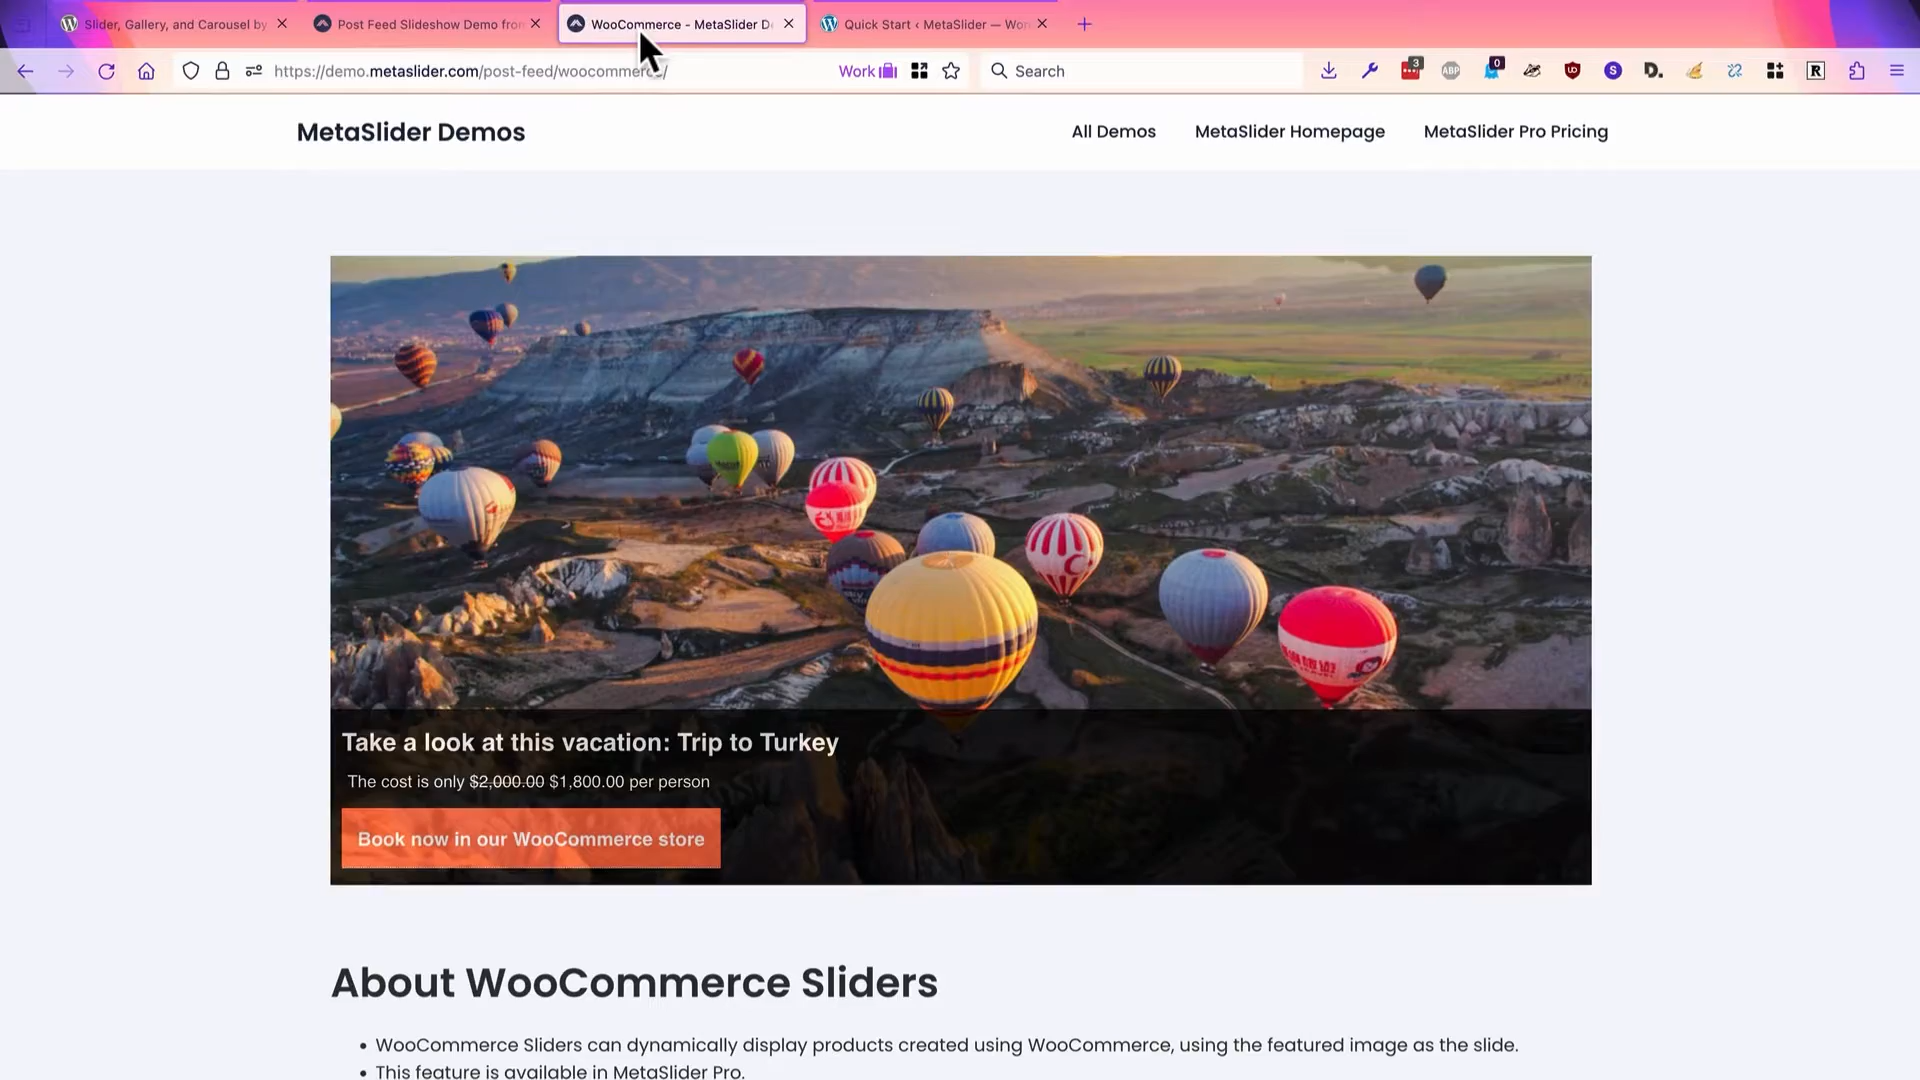 Slider, Gallery, and Carousel by
Post Feed Slideshow Demo from
WooCommerce - MetaSlider De
Quick Start ‹ MetaSlider — Wor
https://demo.metaslider.com/post-feed/woocommerce/
Work
Search
3
ABP
0
S
D.
R
MetaSlider Demos
All Demos
MetaSlider Homepage
MetaSlider Pro Pricing
Take a look at this vacation: Trip to Turkey
The cost is only $2,000.00 $1,800.00 per person
Book now in our WooCommerce store
About WooCommerce Sliders
• WooCommerce Sliders can dynamically display products created using WooCommerce, using the featured image as the slide.
• This feature is available in MetaSlider Pro.